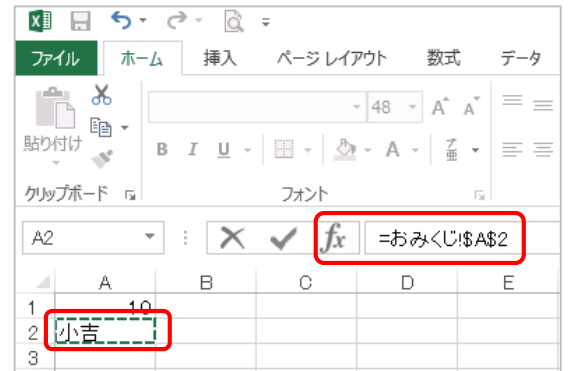 ファイル ホーム 挿入 ページ レイアウト 数式 データ
貼り付け
48 A A
B I U A ア亜
クリップボード フォント
A2 fx =おみくじ!$A$2
A B C D E
1 10
2 小吉
3